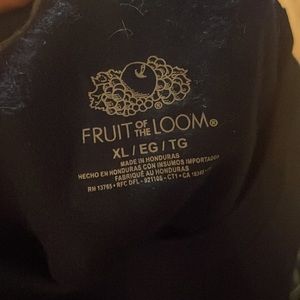 FRUIT OF THE LOOM®
XL / EG / TG
MADE IN HONDURAS
HECHO EN HONDURAS CON INSUMOS IMPORTADOS
FABRIQUÉ AU HONDURAS
RN 13765 • RFC DFL - 921106 - CT1 • CA